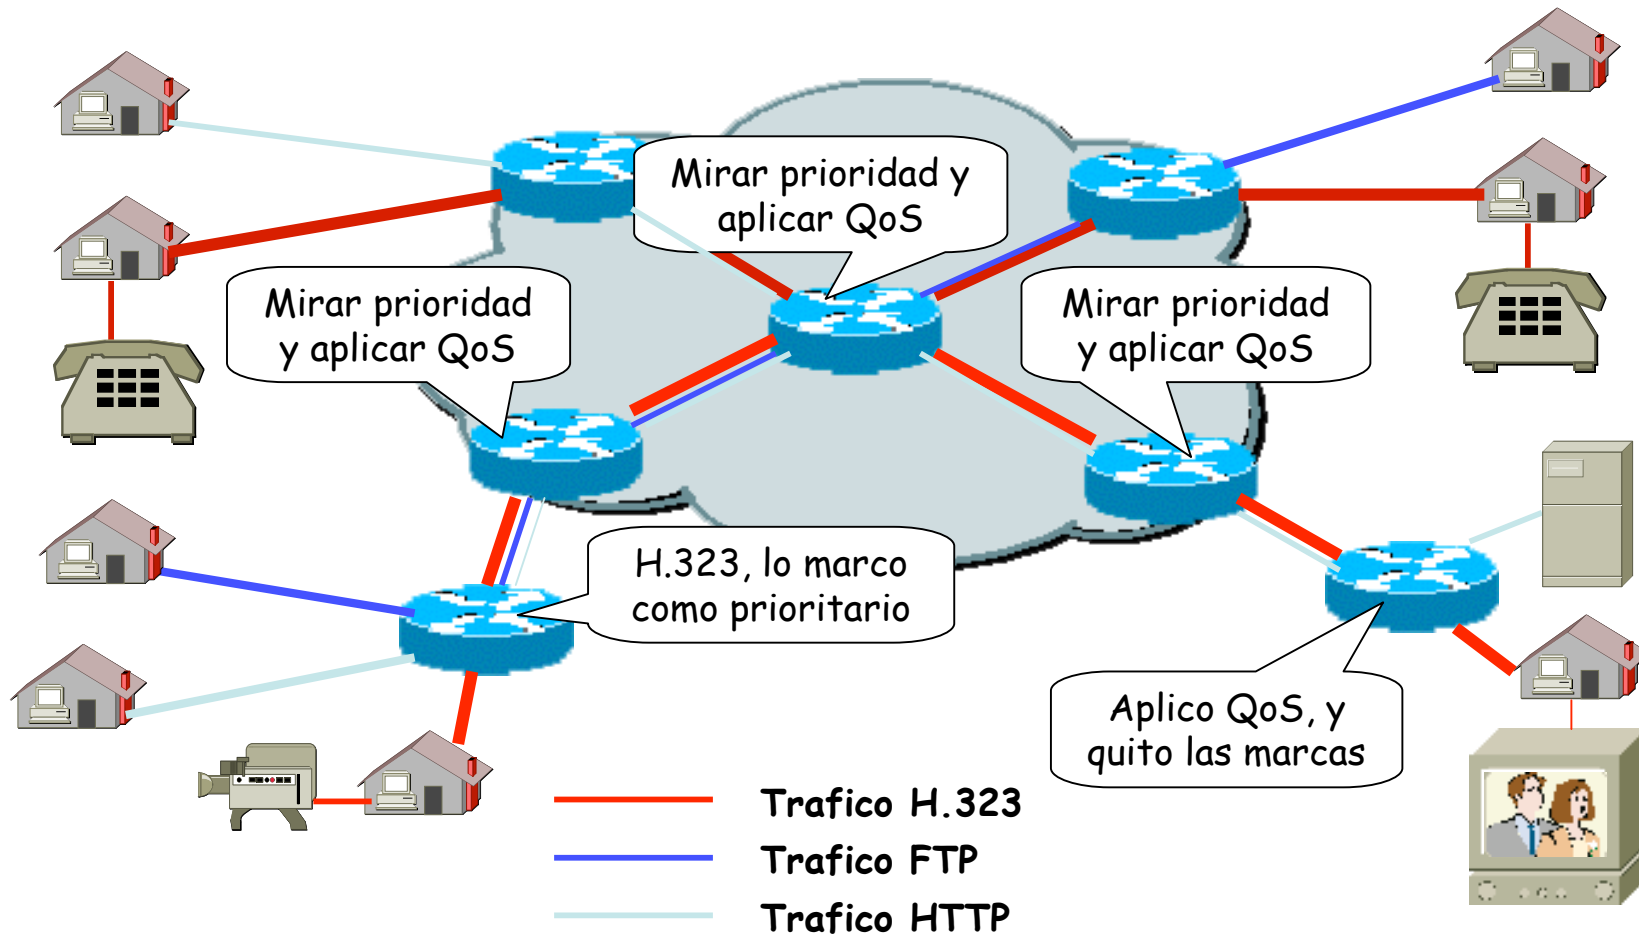 Mirar prioridad y
aplicar QoS
Mirar prioridad
y aplicar QoS
Mirar prioridad
y aplicar QoS
H.323, lo marco
como prioritario
Aplico QoS, y
quito las marcas
Trafico H.323
Trafico FTP
Trafico HTTP